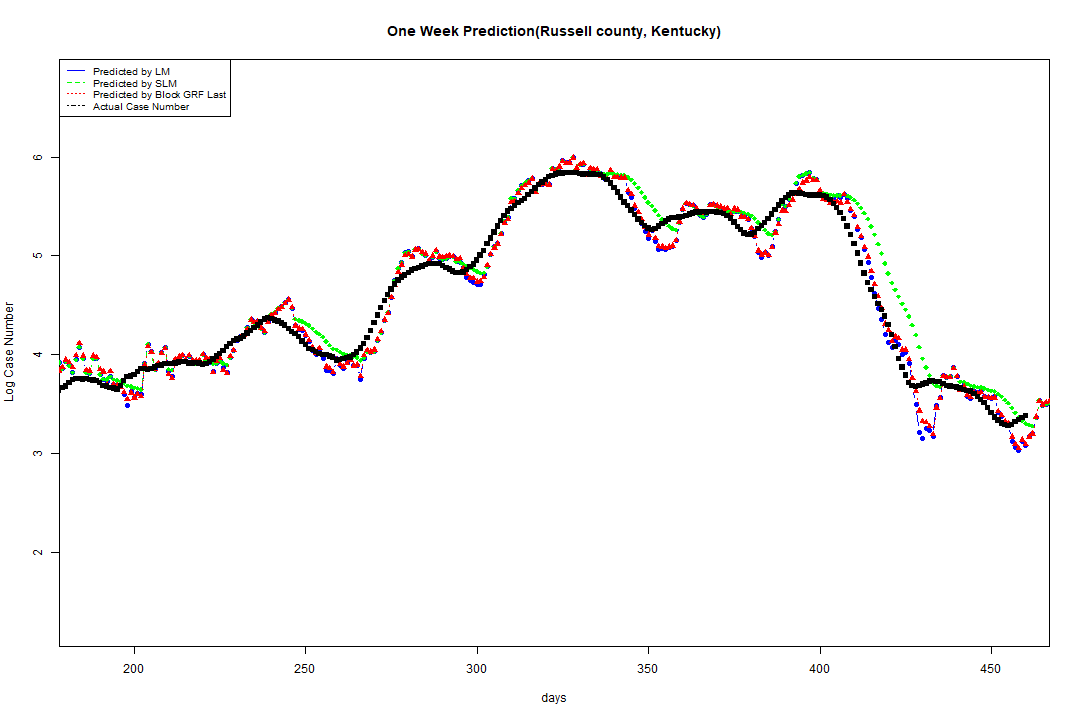 One Week Prediction(Russell county, Kentucky)
Predicted by LM
Predicted by SLM
Predicted by Block GRF Last
Actual Case Number
6
5
4
3
2
Log Case Number
200 250 300 350 400 450
days